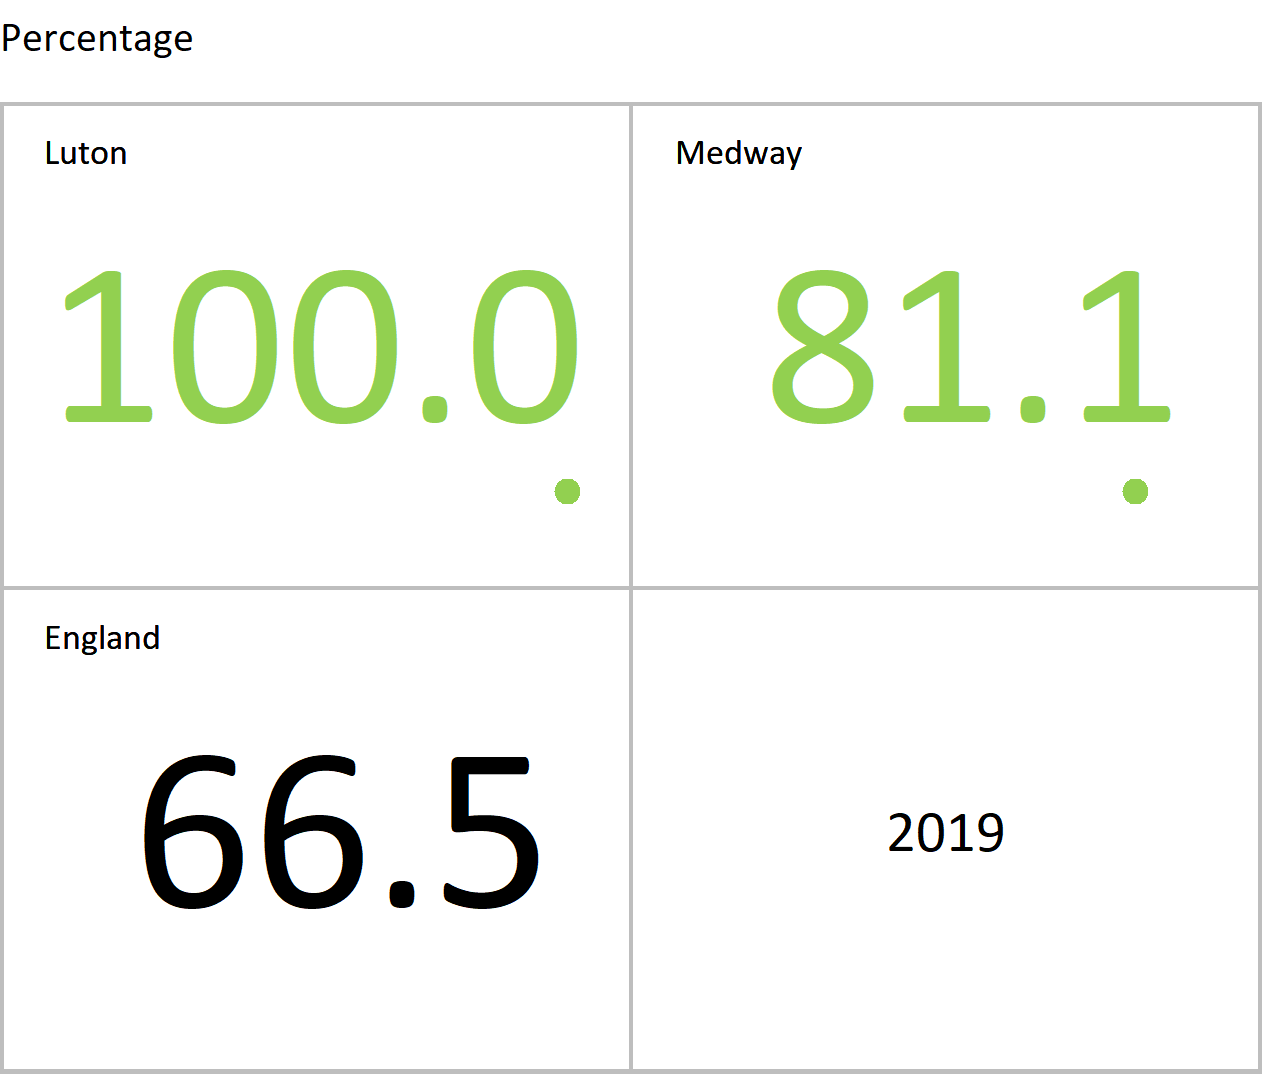 Percentage
Luton
Medway
100.0
81.1
England
66.5
2019